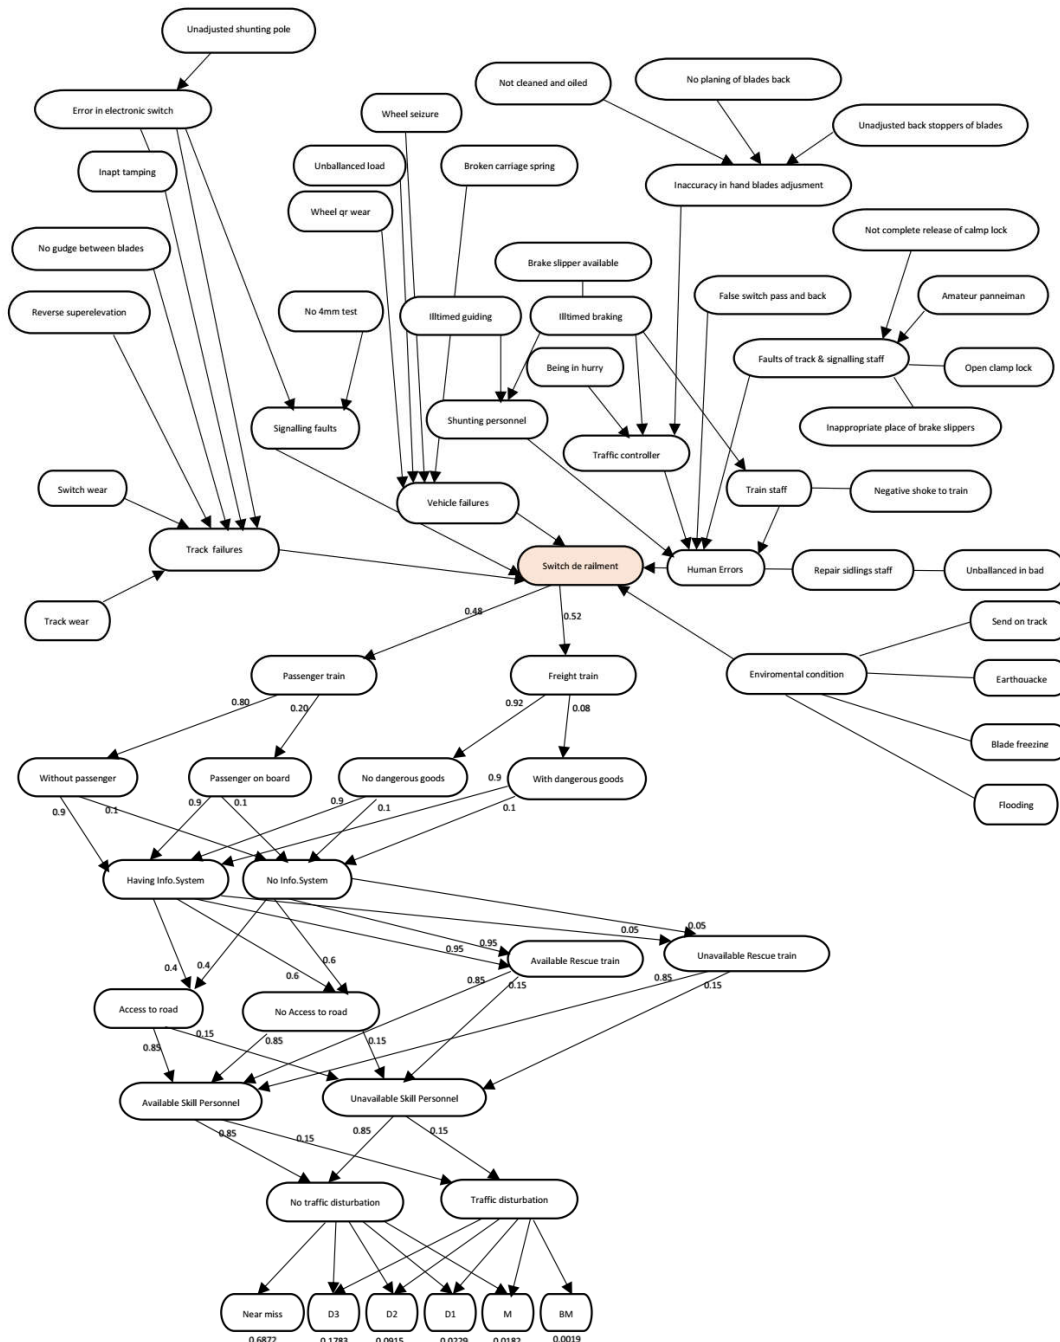 Unadjusted shunting pole
Not cleaned and oiled
No planing of blades back
Error in electronic switch
Wheel seizure
Unadjusted back stoppers of blades
Inapt tamping
Unballanced load
Broken carriage spring
Inaccuracy in hand blades adjusment
Wheel qr wear
Not complete release of calmp lock
No gudge between blades
Brake slipper available
Reverse superelevation
No 4mm test
Illtimed guiding
Illtimed braking
False switch pass and back
Amateur panneiman
Being in hurry
Faults of track & signalling staff
Open clamp lock
Signalling faults
Shunting personnel
Traffic controller
Inappropriate place of brake slippers
Switch wear
Vehicle failures
Train staff
Negative shoke to train
Track failures
Switch de railment
Human Errors
Repair sidlings staff
Unballanced in bad
Track wear
0.48
0.52
Send on track
Passenger train
Freight train
Enviromental condition
Earthouacke
0.80
0.20
0.92
0.08
Blade freezine
Without passenger
Passenger on board
No dangerous goods
With dangerous goods
Flooding
0.9
0.1
0.9
0.1
0.9
0.1
0.9
0.1
Having Info.System
No Info.System
0.05
0.05
0.95
0.95
Available Rescue train
Unavailable Rescue train
0.4
0.4
0.6
0.6
0.85
0.15
0.85
0.15
Access to road
No Access to road
0.85
0.15
0.85
0.15
Available Skill Personnel
Unavailable Skill Personnel
0.85
0.15
0.85
0.15
No traffic disturbation
Traffic disturbation
Near miss
D3
D2
D1
M
BM
0.6872
0.1783
0.0915
0.0229
0.0182
0.0019